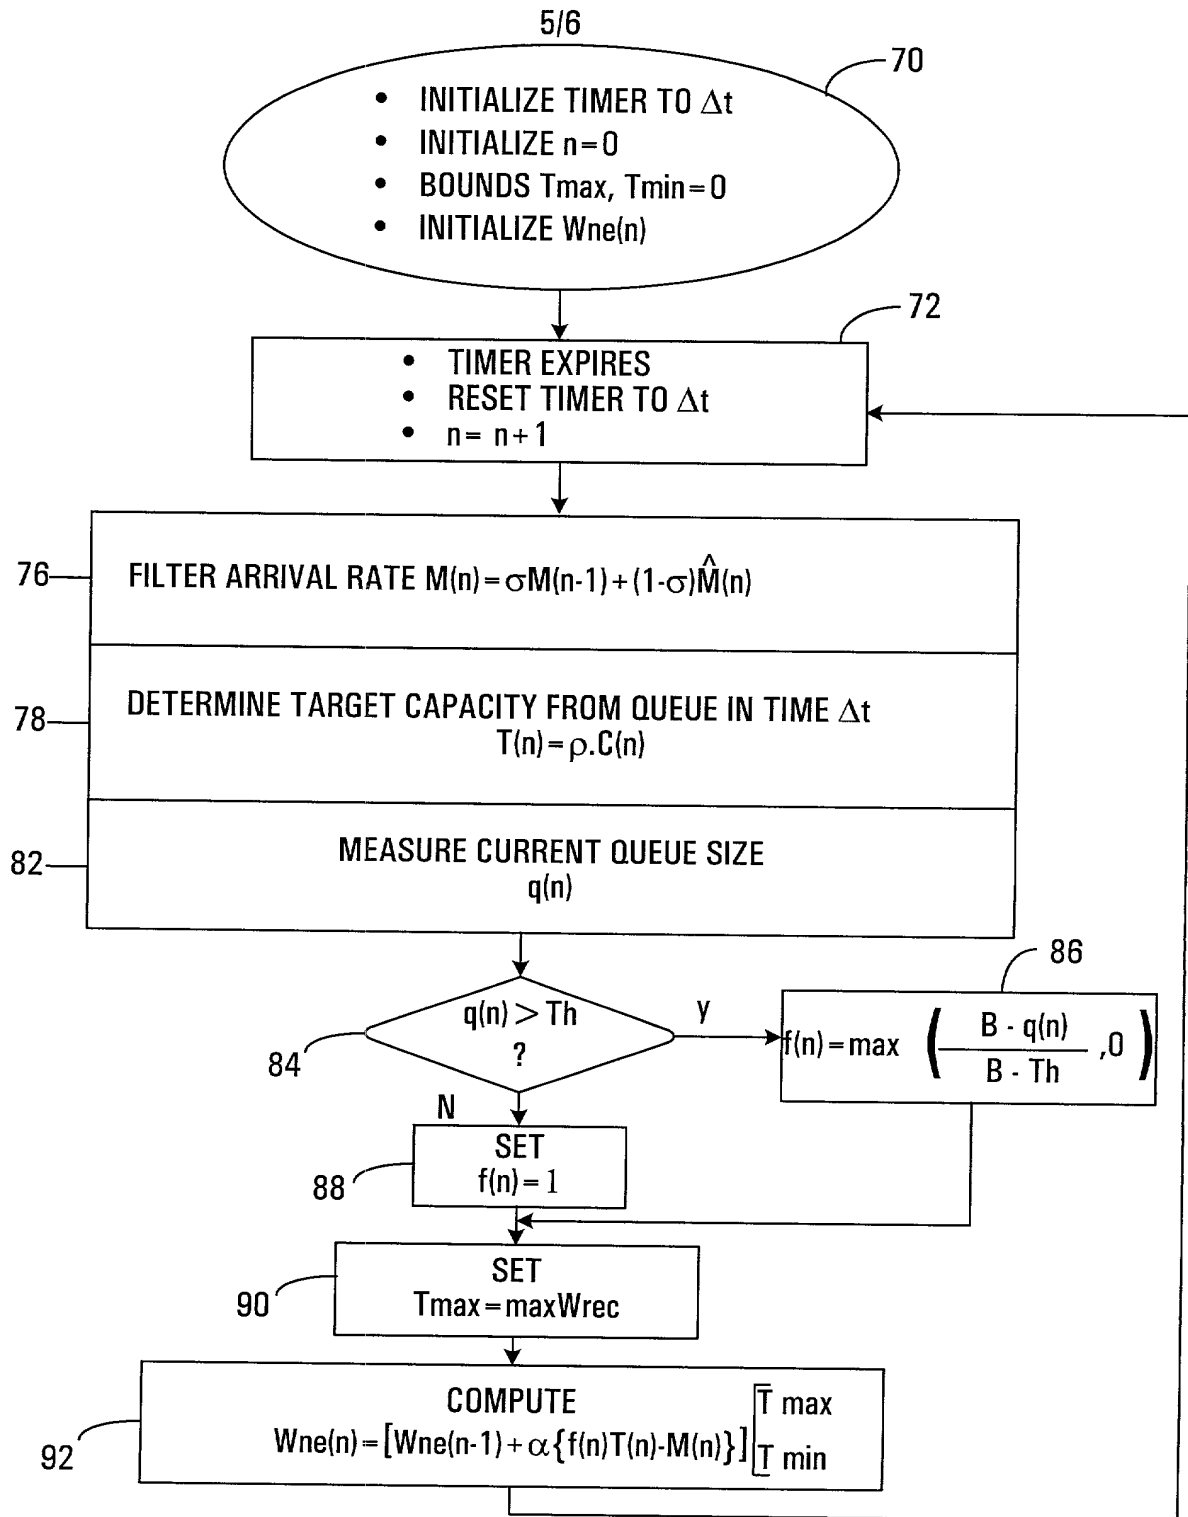 5/6
70
• INITIALIZE TIMER TO Δt
• INITIALIZE n=0
• BOUNDS Tmax, Tmin=0
• INITIALIZE Wne(n)
72
• TIMER EXPIRES
• RESET TIMER TO Δt
• n= n+1
76
FILTER ARRIVAL RATE M(n)=σM(n-1)+(1-σ)M̂(n)
78
DETERMINE TARGET CAPACITY FROM QUEUE IN TIME Δt
T(n)=ρ.C(n)
82
MEASURE CURRENT QUEUE SIZE
q(n)
84
q(n) > Th
?
y
86
f(n)=max (B - q(n) / B - Th ,0)
N
88
SET
f(n)=1
90
SET
Tmax=maxWrec
92
COMPUTE
Wne(n)=[Wne(n-1)+α{f(n)T(n)-M(n)}]
T max
T min